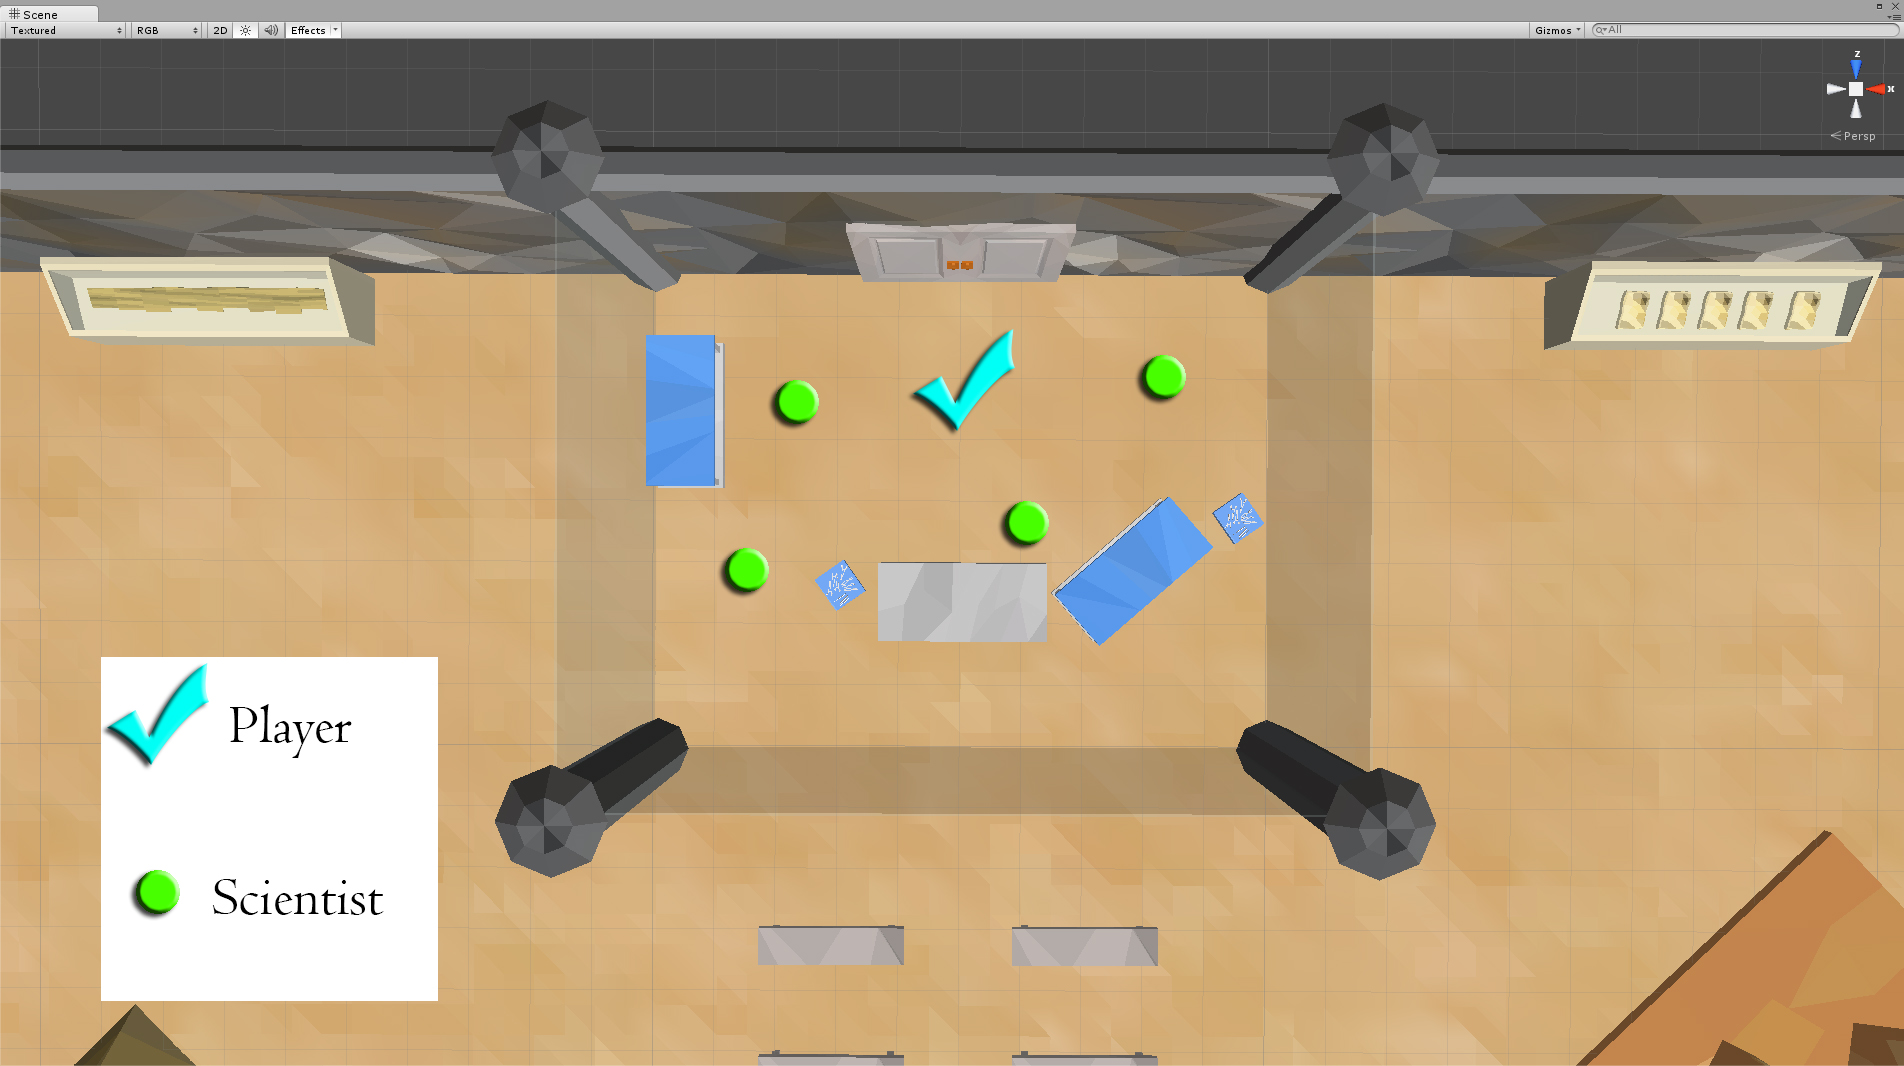 Scene
Textured RGB 2D Effects Gizmos All
z
x
Persp
Player
Scientist